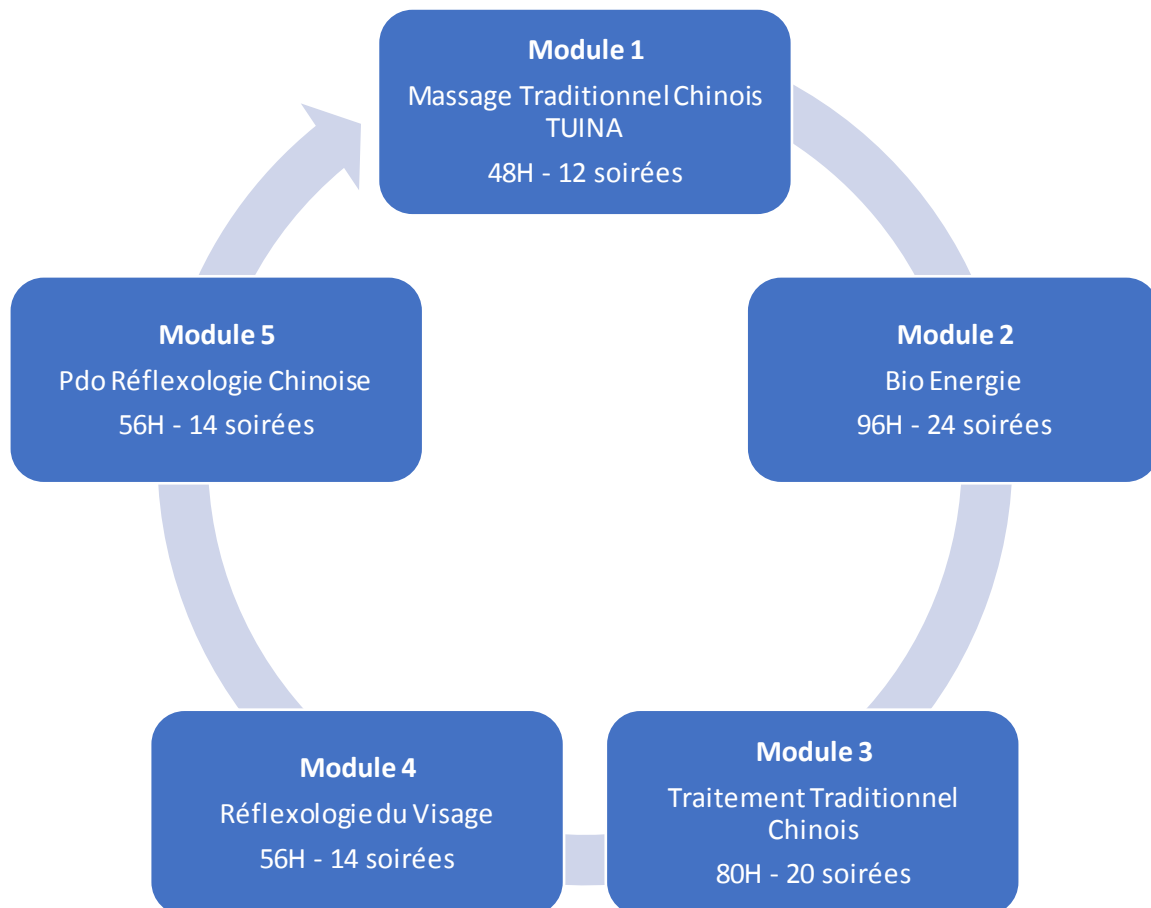 Module 1
Massage Traditionnel Chinois
TUINA
48H - 12 soirées
Module 2
Bio Energie
96H - 24 soirées
Module 3
Traitement Traditionnel
Chinois
80H - 20 soirées
Module 4
Réflexologie du Visage
56H - 14 soirées
Module 5
Pdo Réflexologie Chinoise
56H - 14 soirées